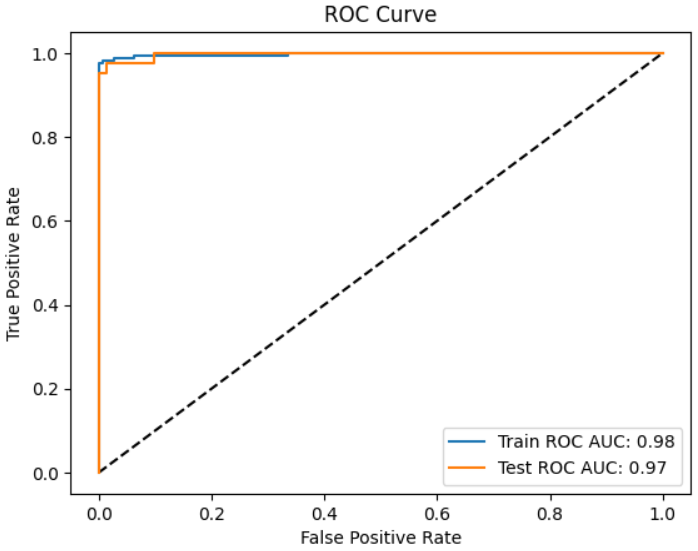 ROC Curve
True Positive Rate
1.0
0.8
0.6
0.4
0.2
0.0
Train ROC AUC: 0.98
Test ROC AUC: 0.97
0.0 0.2 0.4 0.6 0.8 1.0
False Positive Rate